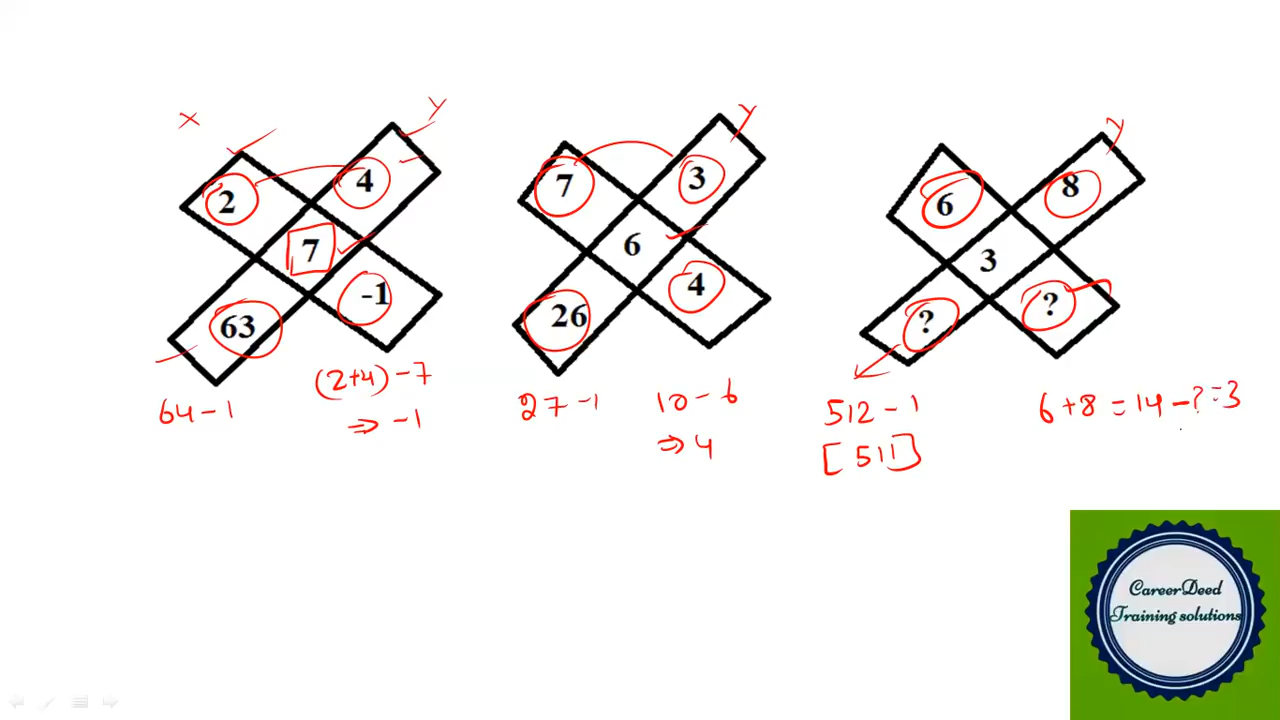 x y y y
2 4 7 3 6 8
7 6 3
63 -1 26 4 ? ?
(2+4) - 7
64 - 1 ⇒ -1
27 - 1 10 - 6
⇒ 4
512 - 1 6 + 8 = 14 - ? = 3
[511]
CareerDeed
Training solutions